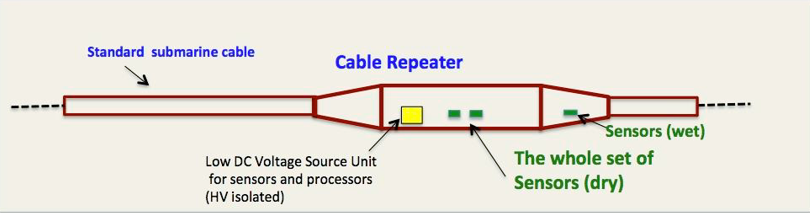 Standard submarine cable
Cable Repeater
Sensors (wet)
Low DC Voltage Source Unit
for sensors and processors
(HV isolated)
The whole set of
Sensors (dry)